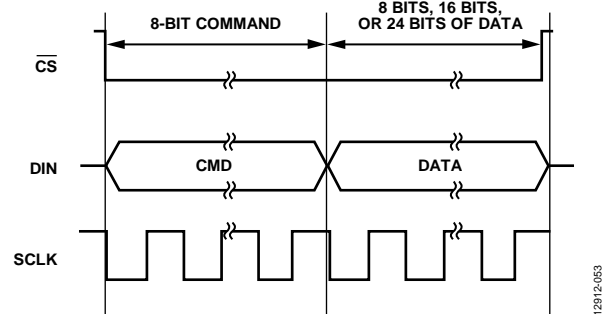 8-BIT COMMAND
8 BITS, 16 BITS,
OR 24 BITS OF DATA
CS
DIN
CMD
DATA
SCLK
12912-053